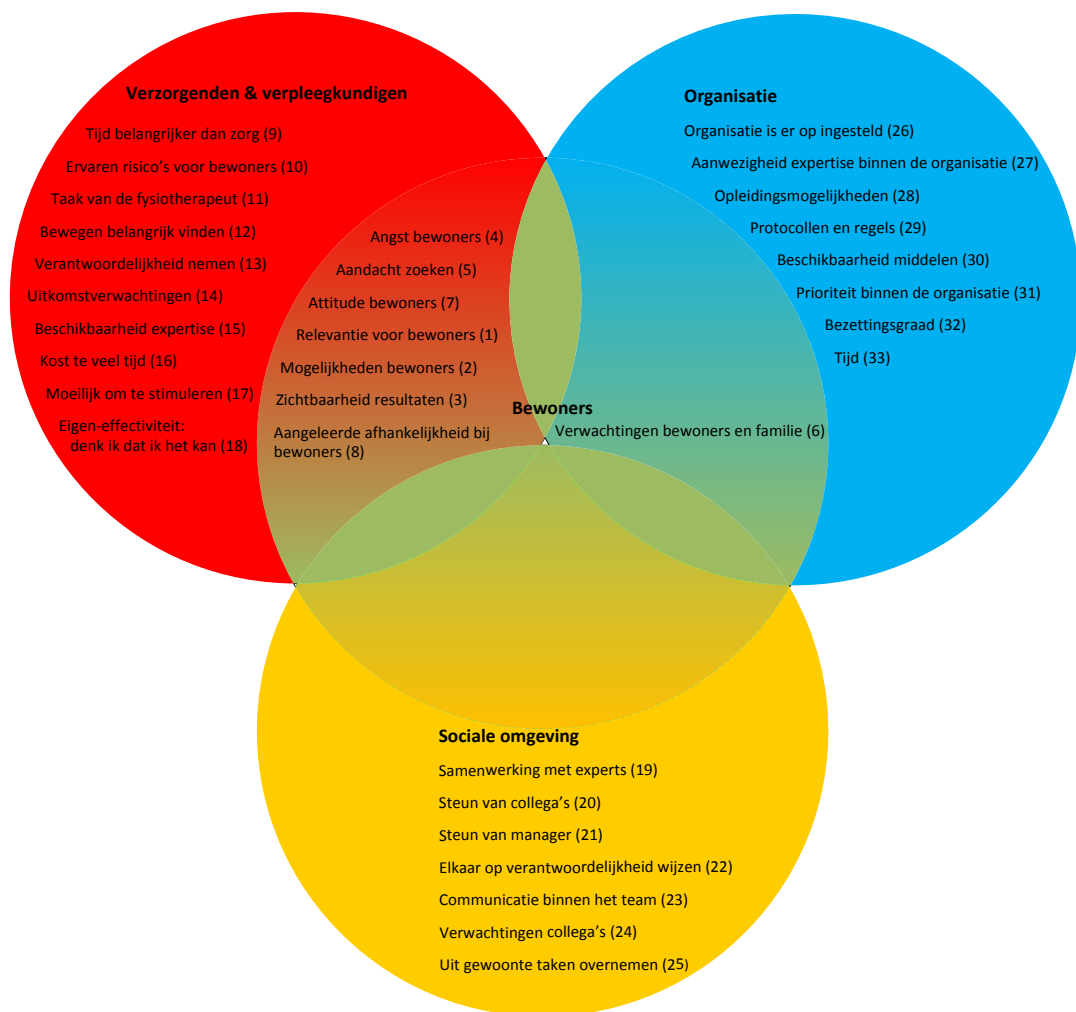 Verzorgenden & verpleegkundigen
Tijd belangrijker dan zorg (9)
Ervaren risico's voor bewoners (10)
Taak van de fysiotherapeut (11)
Bewegen belangrijk vinden (12)
Verantwoordelijkheid nemen (13)
Uitkomstverwachtingen (14)
Beschikbaarheid expertise (15)
Kost te veel tijd (16)
Moeilijk om te stimuleren (17)
Eigen-effectiviteit:
denk ik dat ik het kan (18)
Angst bewoners (4)
Aandacht zoeken (5)
Attitude bewoners (7)
Relevantie voor bewoners (1)
Mogelijkheden bewoners (2)
Zichtbaarheid resultaten (3)
Aangeleerde afhankelijkheid bij
bewoners (8)
Bewoners
Verwachtingen bewoners en familie (6)
Organisatie
Organisatie is er op ingesteld (26)
Aanwezigheid expertise binnen de organisatie (27)
Opleidingsmogelijkheden (28)
Protocollen en regels (29)
Beschikbaarheid middelen (30)
Prioriteit binnen de organisatie (31)
Bezettingsgraad (32)
Tijd (33)
Sociale omgeving
Samenwerking met experts (19)
Steun van collega's (20)
Steun van manager (21)
Elkaar op verantwoordelijkheid wijzen (22)
Communicatie binnen het team (23)
Verwachtingen collega's (24)
Uit gewoonte taken overnemen (25)